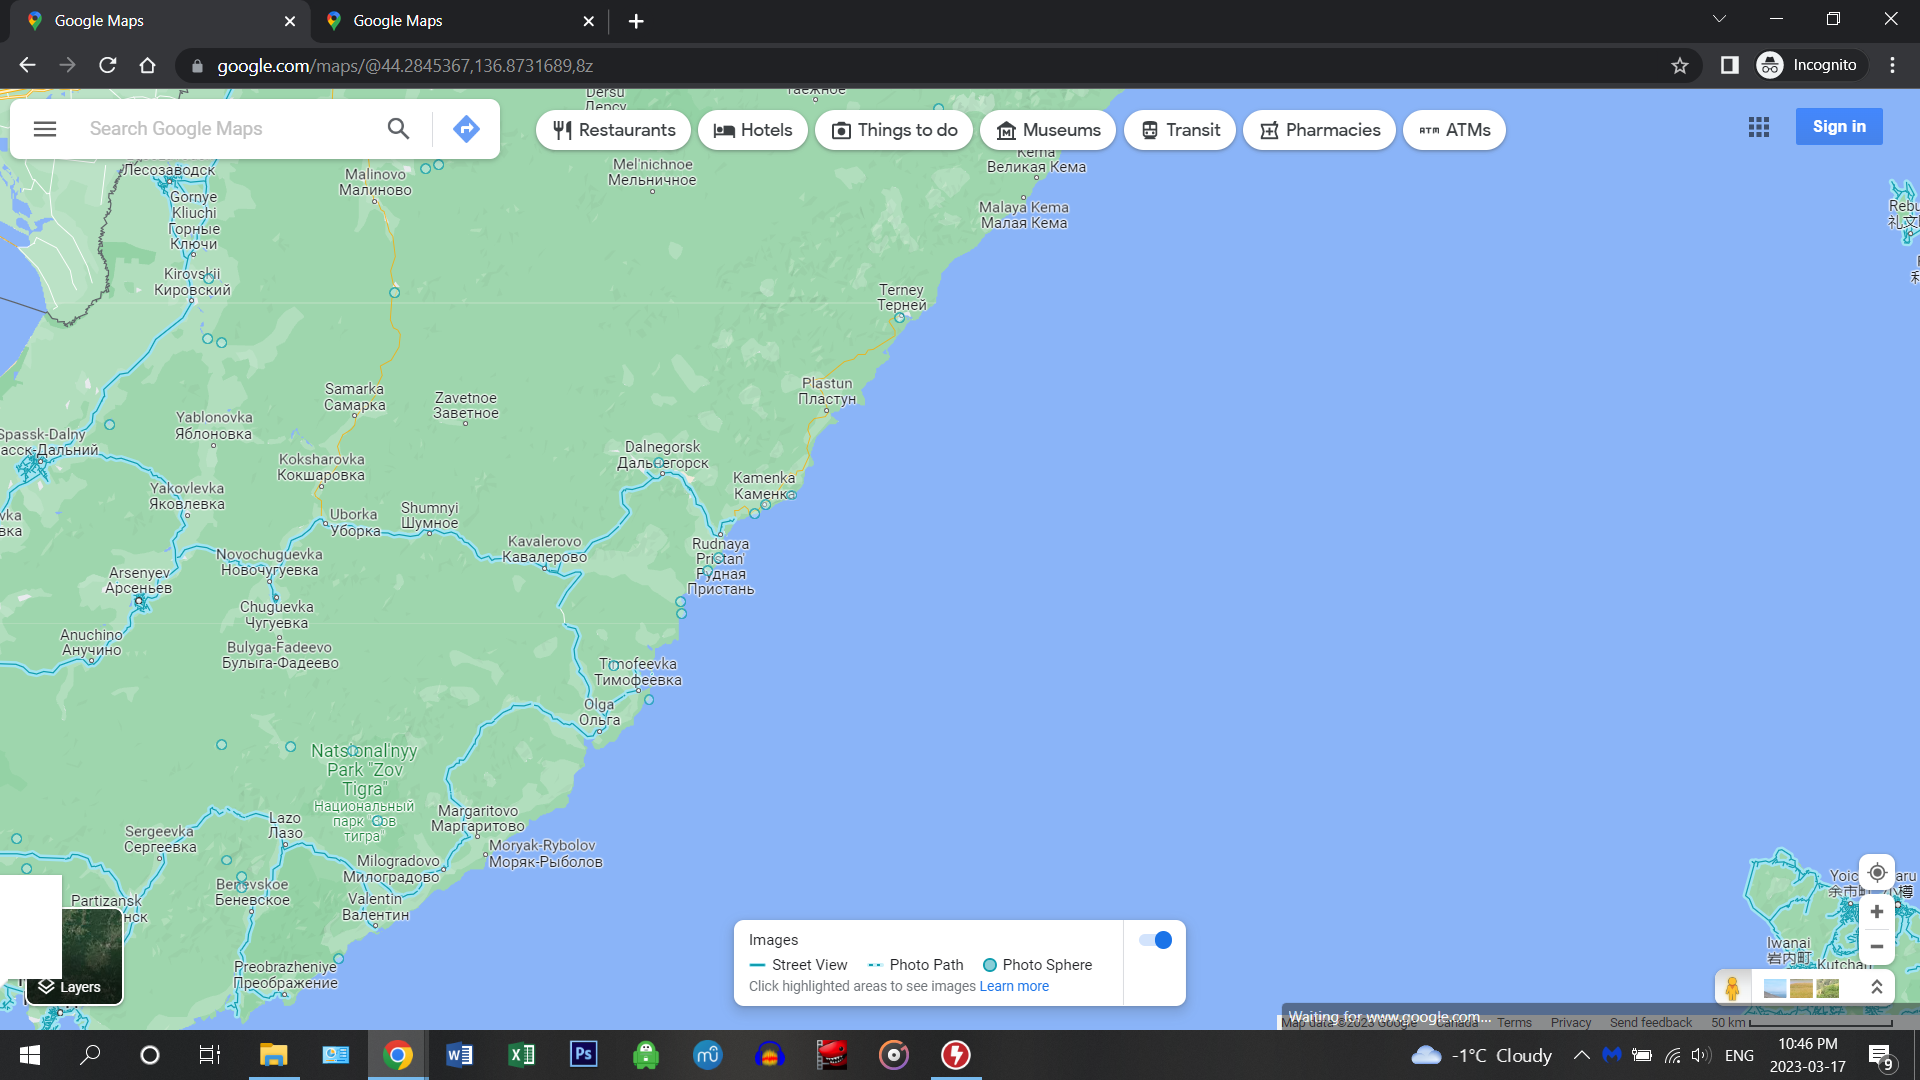 Google Maps
Google Maps
google.com/maps/@44.2845367,136.8731689,8z
Incognito
Search Google Maps
Restaurants
Hotels
Things to do
Museums
Transit
Pharmacies
ATM ATMs
Sign in
Dersu
Дерсу
Таёжное
Лесозаводск
Malinovo
Малиново
Mel'nichnoe
Мельничное
Kema
Великая Кема
Gornye
Kliuchi
Горные
Ключи
Malaya Kema
Малая Кема
Rebu
礼文
Kirovskii
Кировский
Terney
Терней
Samarka
Самарка
Zavetnoe
Заветное
Plastun
Пластун
Yablonovka
Яблоновка
Spassk-Dalny
асск-Дальний
Koksharovka
Кокшаровка
Dalnegorsk
Дальнегорск
Kamenka
Каменка
Yakovlevka
Яковлевка
vka
вка
Uborka
Уборка
Shumnyi
Шумное
Kavalerovo
Кавалерово
Rudnaya
Pristan'
Рудная
Пристань
Novochuguevka
Новочугуевка
Arsenyev
Арсеньев
Chuguevka
Чугуевка
Anuchino
Анучино
Bulyga-Fadeevo
Булыга-Фадеево
Timofeevka
Тимофеевка
Olga
Ольга
Natsional'nyy
Park "Zov
Tigra"
Национальный
парк "Зов
тигра"
Margaritovo
Маргаритово
Lazo
Лазо
Sergeevka
Сергеевка
Moryak-Rybolov
Моряк-Рыболов
Milogradovo
Милоградово
Benevskoe
Беневское
Valentin
Валентин
Partizansk
нск
Preobrazheniye
Преображение
Iwanai
岩内町
Kutchan
Layers
Images
Street View
Photo Path
Photo Sphere
Click highlighted areas to see images Learn more
Waiting for www.google.com...
Map data ©2023 Google
Canada
Terms
Privacy
Send feedback
50 km
-1°C Cloudy
ENG
10:46 PM
2023-03-17
9